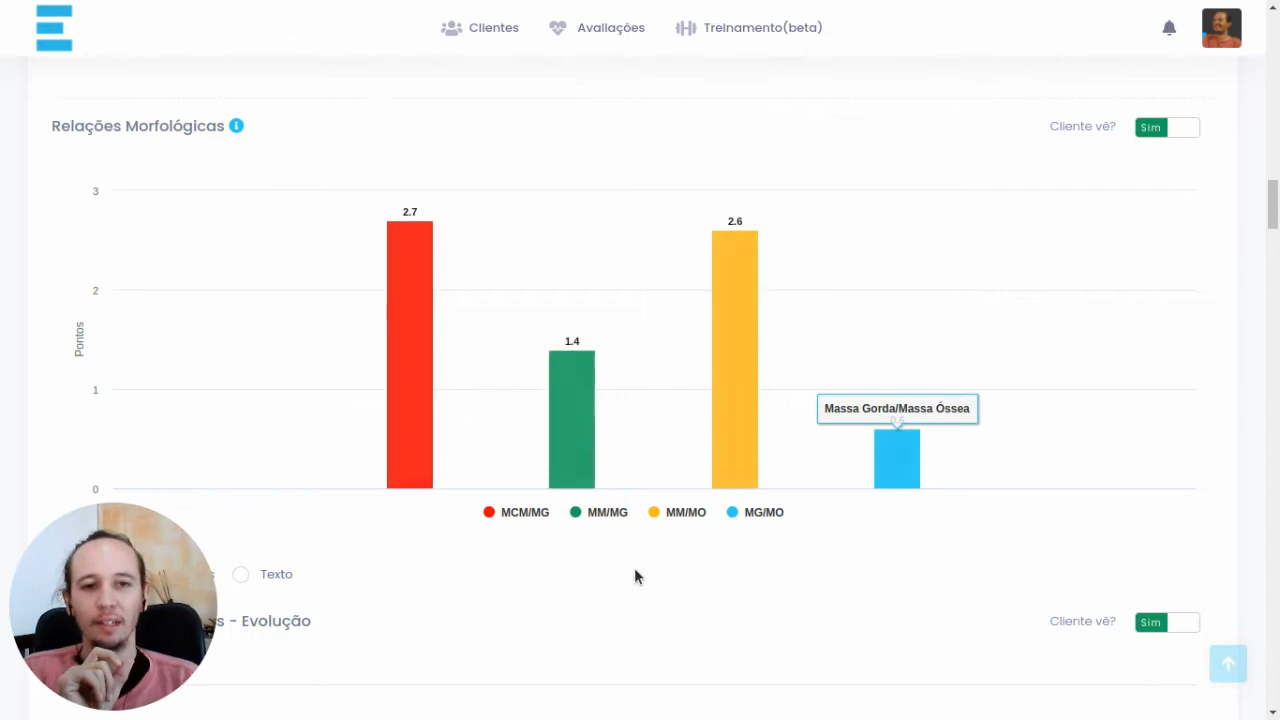 Clientes
Avaliações
Treinamento(beta)
Relações Morfológicas
Cliente vê?
Sim
3
2
1
0
Pontos
2.7
1.4
2.6
Massa Gorda/Massa Óssea
MCM/MG
MM/MG
MM/MO
MG/MO
s
Texto
s - Evolução
Cliente vê?
Sim